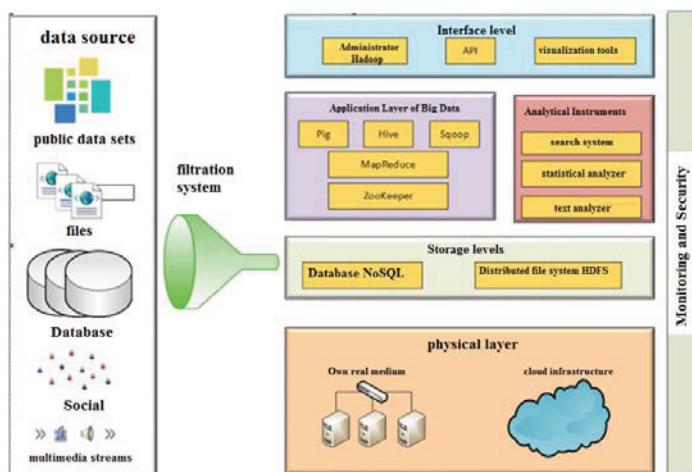 data source
public data sets
files
Database
Social
multimedia streams
filtration
system
Interface level
Administrator
Hadoop
API
visualization tools
Application Layer of Big Data
Pig
Hive
Sqoop
MapReduce
ZooKeeper
Analytical Instruments
search system
statistical analyzer
text analyzer
Storage levels
Database NoSQL
Distributed file system HDFS
physical layer
Own real medium
cloud infrastructure
Monitoring and Security